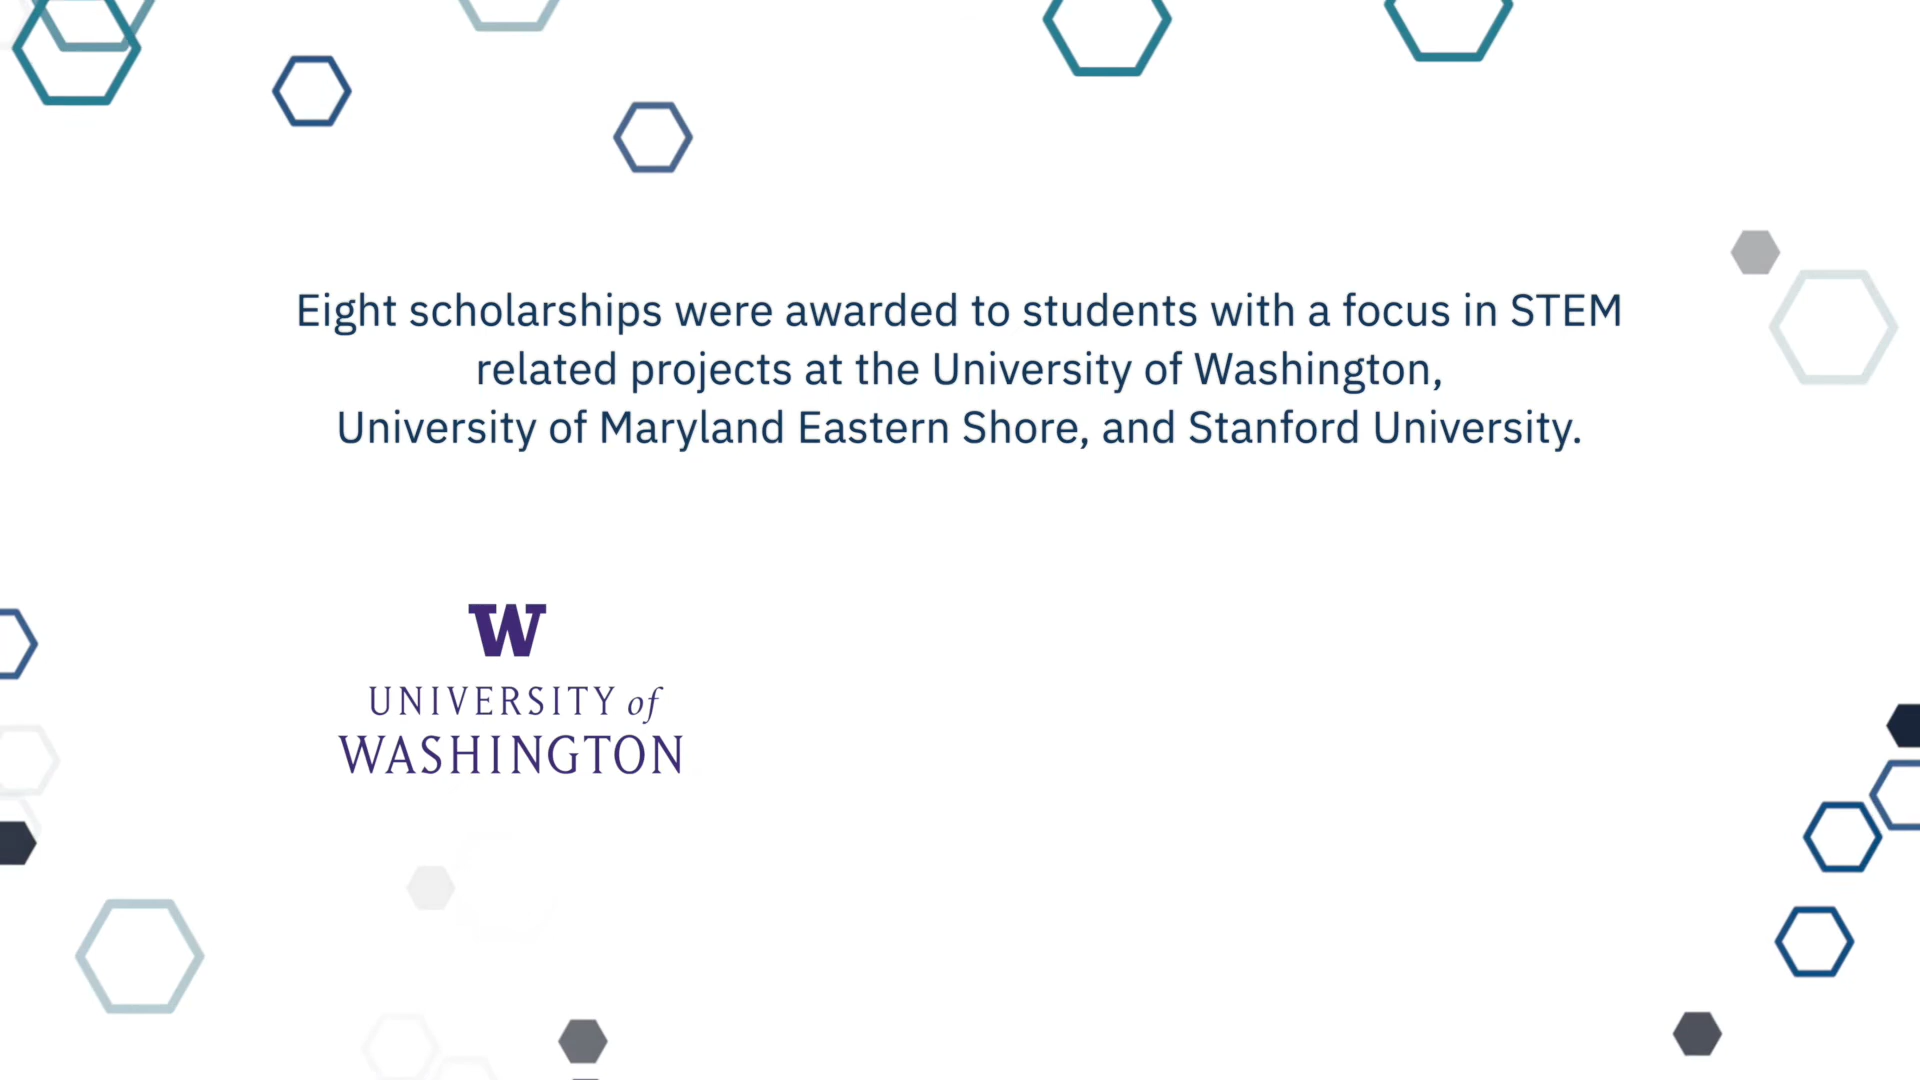 Eight scholarships were awarded to students with a focus in STEM
related projects at the University of Washington,
University of Maryland Eastern Shore, and Stanford University.
W
UNIVERSITY of
WASHINGTON